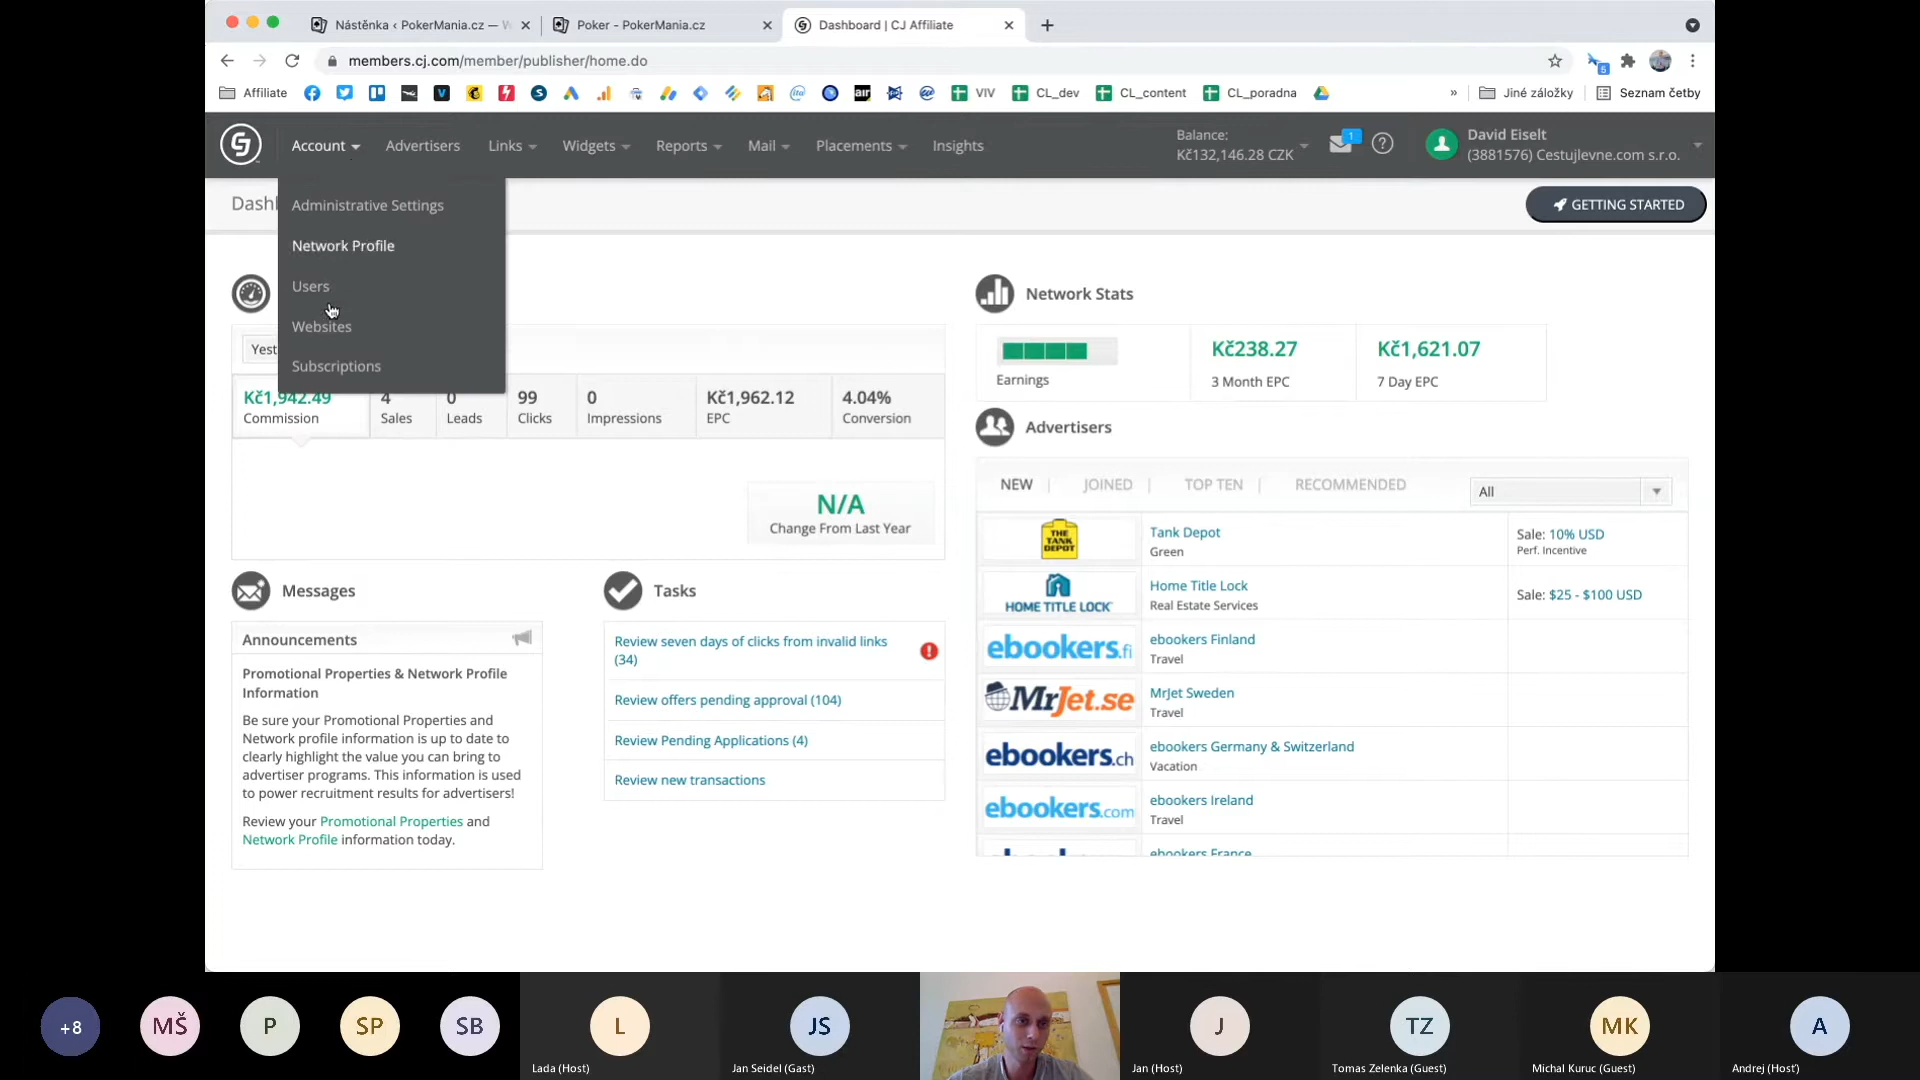 Nástěnka ‹ PokerMania.cz — W
Poker - PokerMania.cz
Dashboard | CJ Affiliate
members.cj.com/member/publisher/home.do
5
Affiliate
VIV
CL_dev
CL_content
CL_poradna
»
Jiné záložky
Seznam četby
Account
Advertisers
Links
Widgets
Reports
Mail
Placements
Insights
Balance:
Kč132,146.28 CZK
1
David Eiselt
(3881576) Cestujlevne.com s.r.o.
Dash
Administrative Settings
Network Profile
Users
Websites
Subscriptions
GETTING STARTED
Yest
Kč1,942.49
Commission
4
Sales
0
Leads
99
Clicks
0
Impressions
Kč1,962.12
EPC
4.04%
Conversion
N/A
Change From Last Year
Network Stats
Earnings
Kč238.27
3 Month EPC
Kč1,621.07
7 Day EPC
Advertisers
NEW | JOINED | TOP TEN | RECOMMENDED
All
THE TANK DEPOT
Tank Depot
Green
Sale: 10% USD
Perf. Incentive
HOME TITLE LOCK
Home Title Lock
Real Estate Services
Sale: $25 - $100 USD
ebookers.fi
ebookers Finland
Travel
MrJet.se
MrJet Sweden
Travel
ebookers.ch
ebookers Germany & Switzerland
Vacation
ebookers.com
ebookers Ireland
Travel
ebookers France
Messages
Announcements
Promotional Properties & Network Profile
Information
Be sure your Promotional Properties and
Network profile information is up to date to
clearly highlight the value you can bring to
advertiser programs. This information is used
to power recruitment results for advertisers!
Review your Promotional Properties and
Network Profile information today.
Tasks
Review seven days of clicks from invalid links
(34)
Review offers pending approval (104)
Review Pending Applications (4)
Review new transactions
+8
MŠ
P
SP
SB
L
Lada (Host)
JS
Jan Seidel (Gast)
J
Jan (Host)
TZ
Tomas Zelenka (Guest)
MK
Michal Kuruc (Guest)
A
Andrej (Hosť)